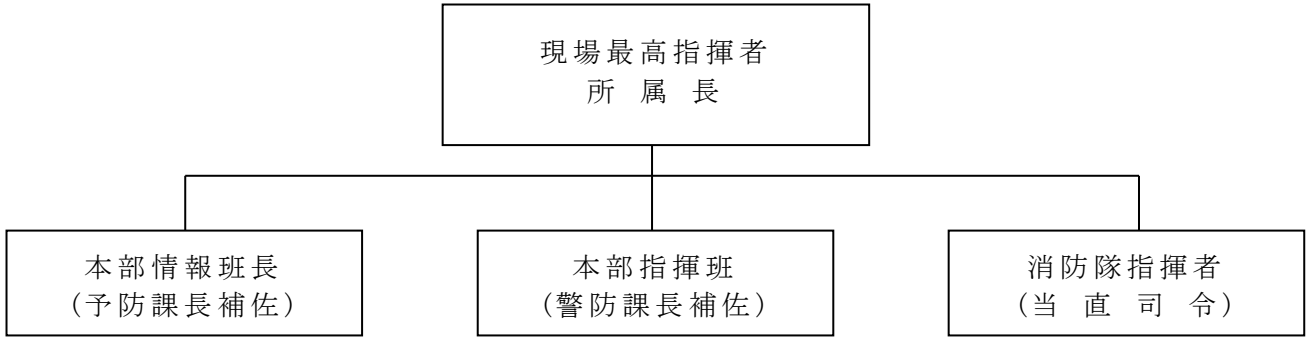 現場最高指揮者
所属長
本部情報班長
(予防課長補佐)
本部指揮班
(警防課長補佐)
消防隊指揮者
(当直司令)